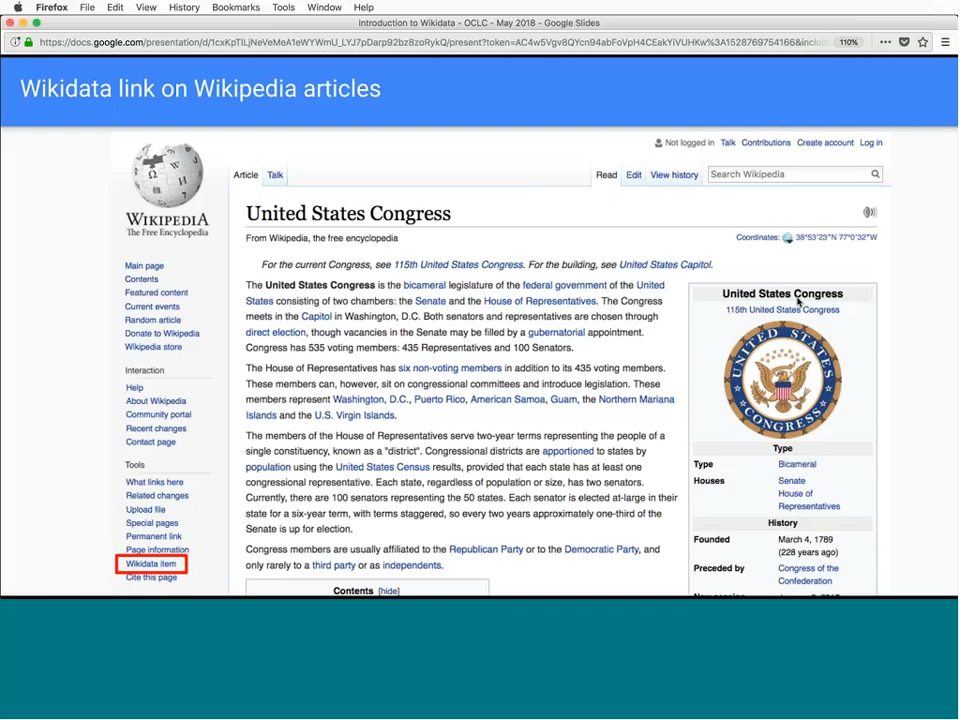 Firefox File Edit View History Bookmarks Tools Window Help
Introduction to Wikidata - OCLC - May 2018 - Google Slides
110%
Wikidata link on Wikipedia articles
Not logged in Talk Contributions Create account Log in
Article Talk Read Edit View history Search Wikipedia
WIKIPEDIA
The Free Encyclopedia
Main page
Contents
Featured content
Current events
Random article
Donate to Wikipedia
Wikipedia store
Interaction
Help
About Wikipedia
Community portal
Recent changes
Contact page
Tools
What links here
Related changes
Upload file
Special pages
Permanent link
Page information
Wikidata item
Cite this page
United States Congress
From Wikipedia, the free encyclopedia
Coordinates: 38°53′23″N 77°0′32″W
For the current Congress, see 115th United States Congress. For the building, see United States Capitol.
The United States Congress is the bicameral legislature of the federal government of the United
States consisting of two chambers: the Senate and the House of Representatives. The Congress
meets in the Capitol in Washington, D.C. Both senators and representatives are chosen through
direct election, though vacancies in the Senate may be filled by a gubernatorial appointment.
Congress has 535 voting members: 435 Representatives and 100 Senators.
The House of Representatives has six non-voting members in addition to its 435 voting members.
These members can, however, sit on congressional committees and introduce legislation. These
members represent Washington, D.C., Puerto Rico, American Samoa, Guam, the Northern Mariana
Islands and the U.S. Virgin Islands.
The members of the House of Representatives serve two-year terms representing the people of a
single constituency, known as a "district". Congressional districts are apportioned to states by
population using the United States Census results, provided that each state has at least one
congressional representative. Each state, regardless of population or size, has two senators.
Currently, there are 100 senators representing the 50 states. Each senator is elected at-large in their
state for a six-year term, with terms staggered, so every two years approximately one-third of the
Senate is up for election.
Congress members are usually affiliated to the Republican Party or to the Democratic Party, and
only rarely to a third party or as independents.
Contents [hide]
United States Congress
115th United States Congress
UNITED STATES
CONGRESS
Type
Type Bicameral
Houses Senate
House of
Representatives
History
Founded March 4, 1789
(228 years ago)
Preceded by Congress of the
Confederation